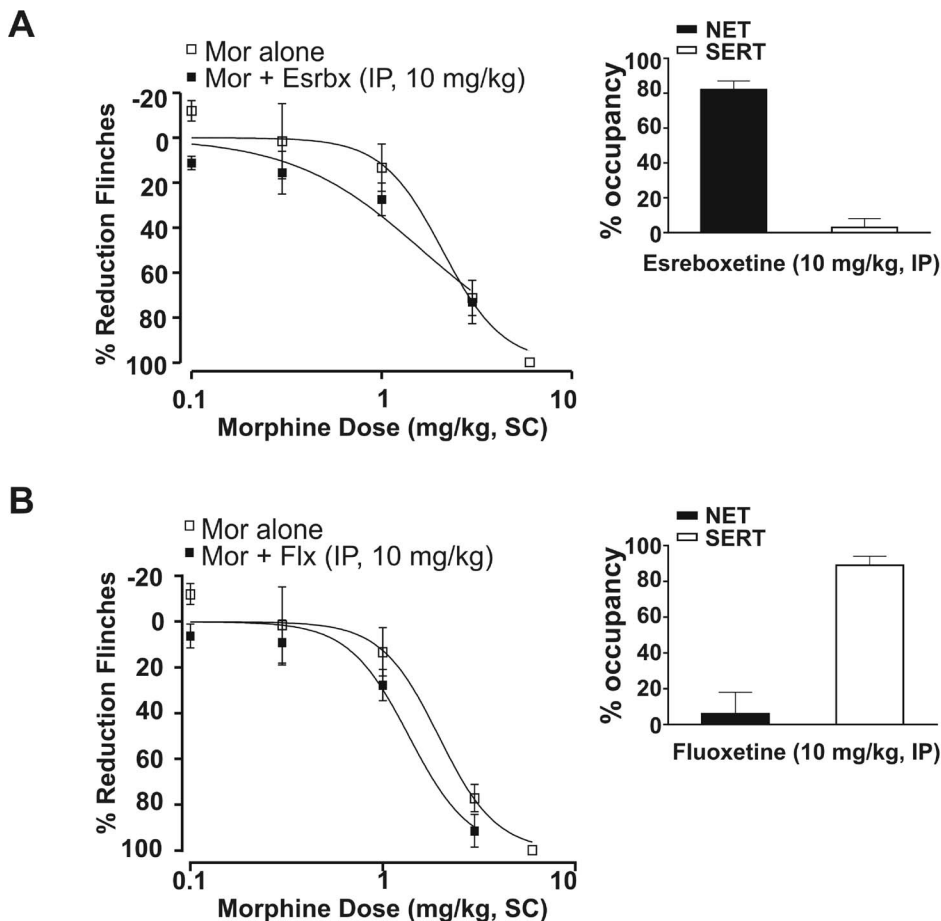 A
Mor alone
Mor + Esrbx (IP, 10 mg/kg)
% Reduction Flinches
-20
0
20
40
60
80
100
0.1
1
10
Morphine Dose (mg/kg, SC)
NET
SERT
% occupancy
100
80
60
40
20
0
Esreboxetine (10 mg/kg, IP)
B
Mor alone
Mor + Flx (IP, 10 mg/kg)
% Reduction Flinches
-20
0
20
40
60
80
100
0.1
1
10
Morphine Dose (mg/kg, SC)
NET
SERT
% occupancy
100
80
60
40
20
0
Fluoxetine (10 mg/kg, IP)